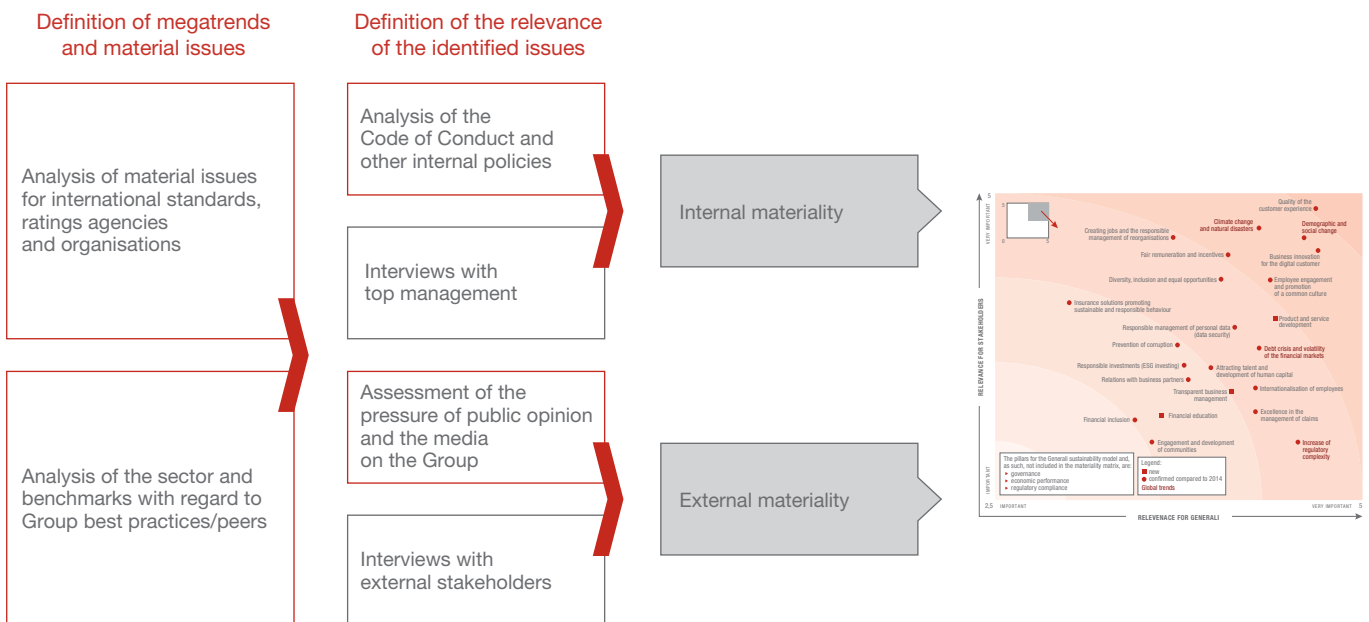 Definition of megatrends
and material issues
Definition of the relevance
of the identified issues
Analysis of material issues
for international standards,
ratings agencies
and organisations
Analysis of the sector and
benchmarks with regard to
Group best practices/peers
Analysis of the
Code of Conduct and
other internal policies
Interviews with
top management
Assessment of the
pressure of public opinion
and the media
on the Group
Interviews with
external stakeholders
Internal materiality
External materiality
5
VERY IMPORTANT
RELEVANCE FOR STAKEHOLDERS
IMPORTANT
5
0
5
Quality of the
customer experience
Climate change
and natural disasters
Demographic and
social change
Creating jobs and the responsible
management of reorganisations
Business innovation
for the digital customer
Fair remuneration and incentives
Diversity, inclusion and equal opportunities
Employee engagement
and promotion
of a common culture
Insurance solutions promoting
sustainable and responsible behaviour
Product and service
development
Responsible management of personal data
(data security)
Prevention of corruption
Debt crisis and volatility
of the financial markets
Responsible investments (ESG investing)
Attracting talent and
development of human capital
Relations with business partners
Transparent business
management
Internationalisation of employees
Financial inclusion
Financial education
Excellence in the
management of claims
Engagement and development
of communities
Increase of
regulatory
complexity
The pillars for the Generali sustainability model and,
as such, not included in the materiality matrix, are:
governance
economic performance
regulatory compliance
Legend:
new
confirmed compared to 2014
Global trends
2,5
IMPORTANT
VERY IMPORTANT
5
RELEVENACE FOR GENERALI